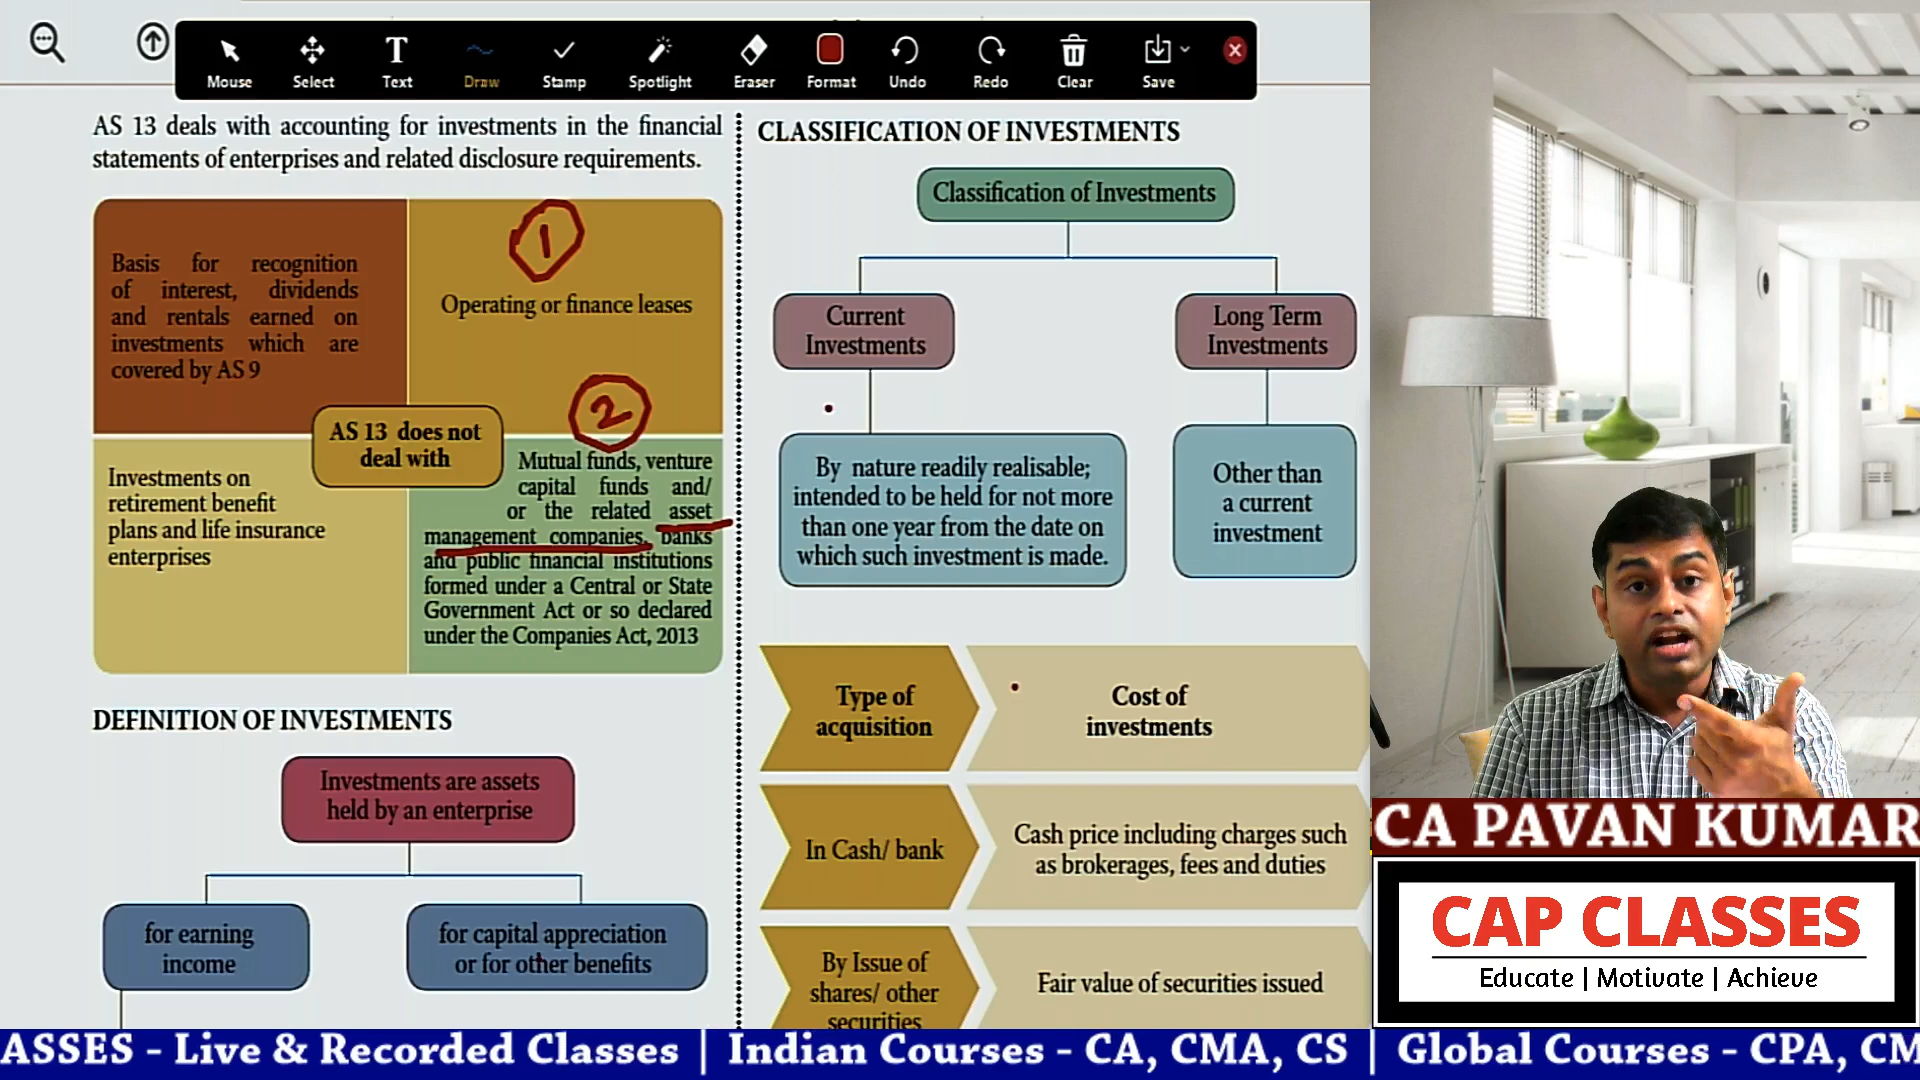 Mouse
Select
T
Text
Draw
Stamp
Spotlight
Eraser
Format
Undo
Redo
Clear
Save
AS 13 deals with accounting for investments in the financial
statements of enterprises and related disclosure requirements.
Basis for recognition
of interest, dividends
and rentals earned on
investments which are
covered by AS 9
1
Operating or finance leases
2
AS 13 does not
deal with
Investments on
retirement benefit
plans and life insurance
enterprises
Mutual funds, venture
capital funds and/
or the related asset
management companies, banks
and public financial institutions
formed under a Central or State
Government Act or so declared
under the Companies Act, 2013
DEFINITION OF INVESTMENTS
Investments are assets
held by an enterprise
for earning
income
for capital appreciation
or for other benefits
CLASSIFICATION OF INVESTMENTS
Classification of Investments
Current
Investments
Long Term
Investments
By nature readily realisable;
intended to be held for not more
than one year from the date on
which such investment is made.
Other than
a current
investment
Type of
acquisition
Cost of
investments
In Cash/ bank
Cash price including charges such
as brokerages, fees and duties
By Issue of
shares/ other
securities
Fair value of securities issued
CA PAVAN KUMAR
CAP CLASSES
Educate | Motivate | Achieve
ASSES - Live & Recorded Classes | Indian Courses - CA, CMA, CS | Global Courses - CPA, CM